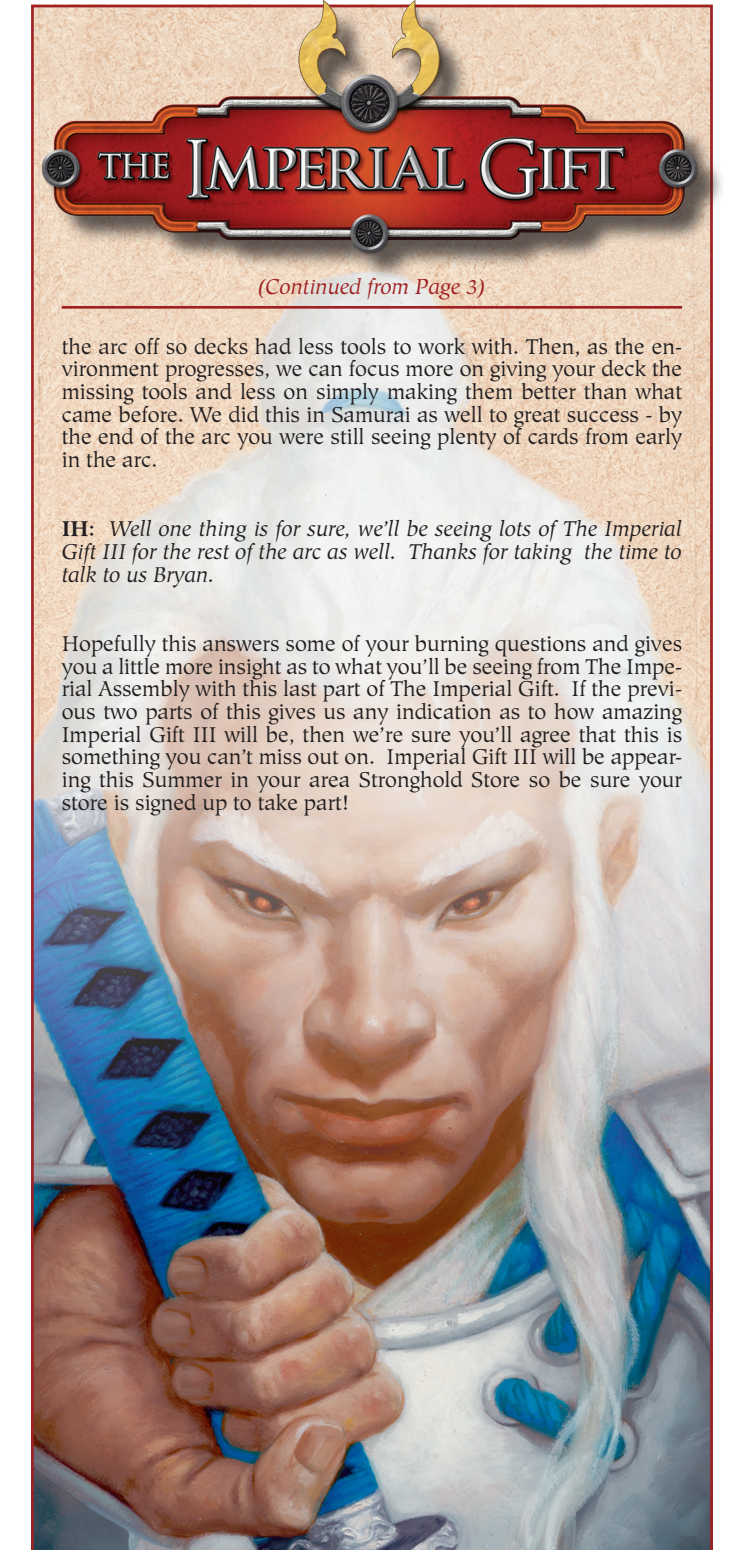 THE IMPERIAL GIFT
(Continued from Page 3)
the arc off so decks had less tools to work with. Then, as the en-
vironment progresses, we can focus more on giving your deck the
missing tools and less on simply making them better than what
came before. We did this in Samurai as well to great success - by
the end of the arc you were still seeing plenty of cards from early
in the arc.
IH: Well one thing is for sure, we'll be seeing lots of The Imperial
Gift III for the rest of the arc as well. Thanks for taking the time to
talk to us Bryan.
Hopefully this answers some of your burning questions and gives
you a little more insight as to what you'll be seeing from The Impe-
rial Assembly with this last part of The Imperial Gift. If the previ-
ous two parts of this gives us any indication as to how amazing
Imperial Gift III will be, then we're sure you'll agree that this is
something you can't miss out on. Imperial Gift III will be appear-
ing this Summer in your area Stronghold Store so be sure your
store is signed up to take part!